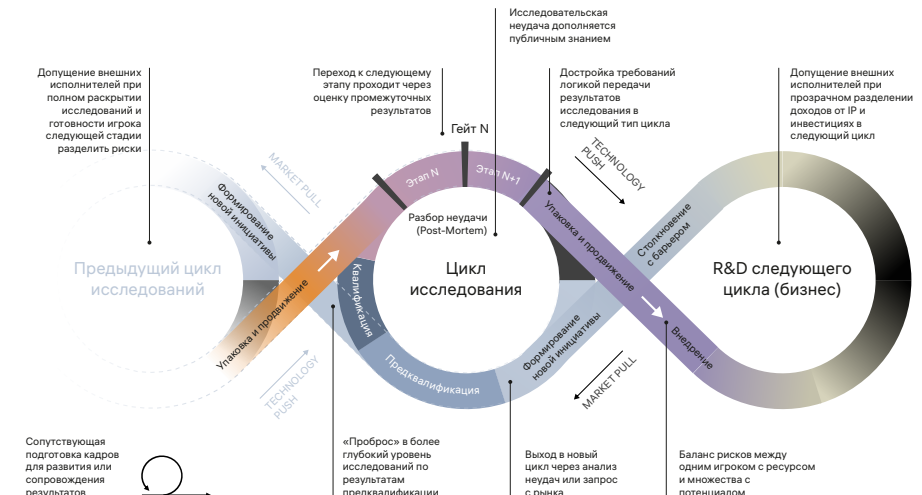 Исследовательская
неудача дополняется
публичным знанием
Допущение внешних
исполнителей при
полном раскрытии
исследований и
готовности игрока
следующей стадии
разделить риски
Переход к следующему
этапу проходит через
оценку промежуточных
результатов
Достройка требований
логикой передачи
результатов
исследования в
следующий тип цикла
Допущение внешних
исполнителей при
прозрачном разделении
доходов от IP и
инвестициях в
следующий цикл
Гейт N
MARKET PULL
TECHNOLOGY
PUSH
Этап N
Этап N+1
Формирование
новой инициативы
Разбор неудачи
(Post-Mortem)
Упаковка и продвижение
Столкновение
с барьером
Предыдущий цикл
исследований
Цикл
исследования
R&D следующего
цикла (бизнес)
Квалификация
Упаковка и продвижение
Формирование
новой инициативы
Внедрение
Предквалификация
TECHNOLOGY
PUSH
MARKET PULL
Сопутствующая
подготовка кадров
для развития или
сопровождения
результатов
«Проброс» в более
глубокий уровень
исследований по
результатам
предквалификации
Выход в новый
цикл через анализ
неудач или запрос
с рынка
Баланс рисков между
одним игроком с ресурсом
и множества с
потенциалом